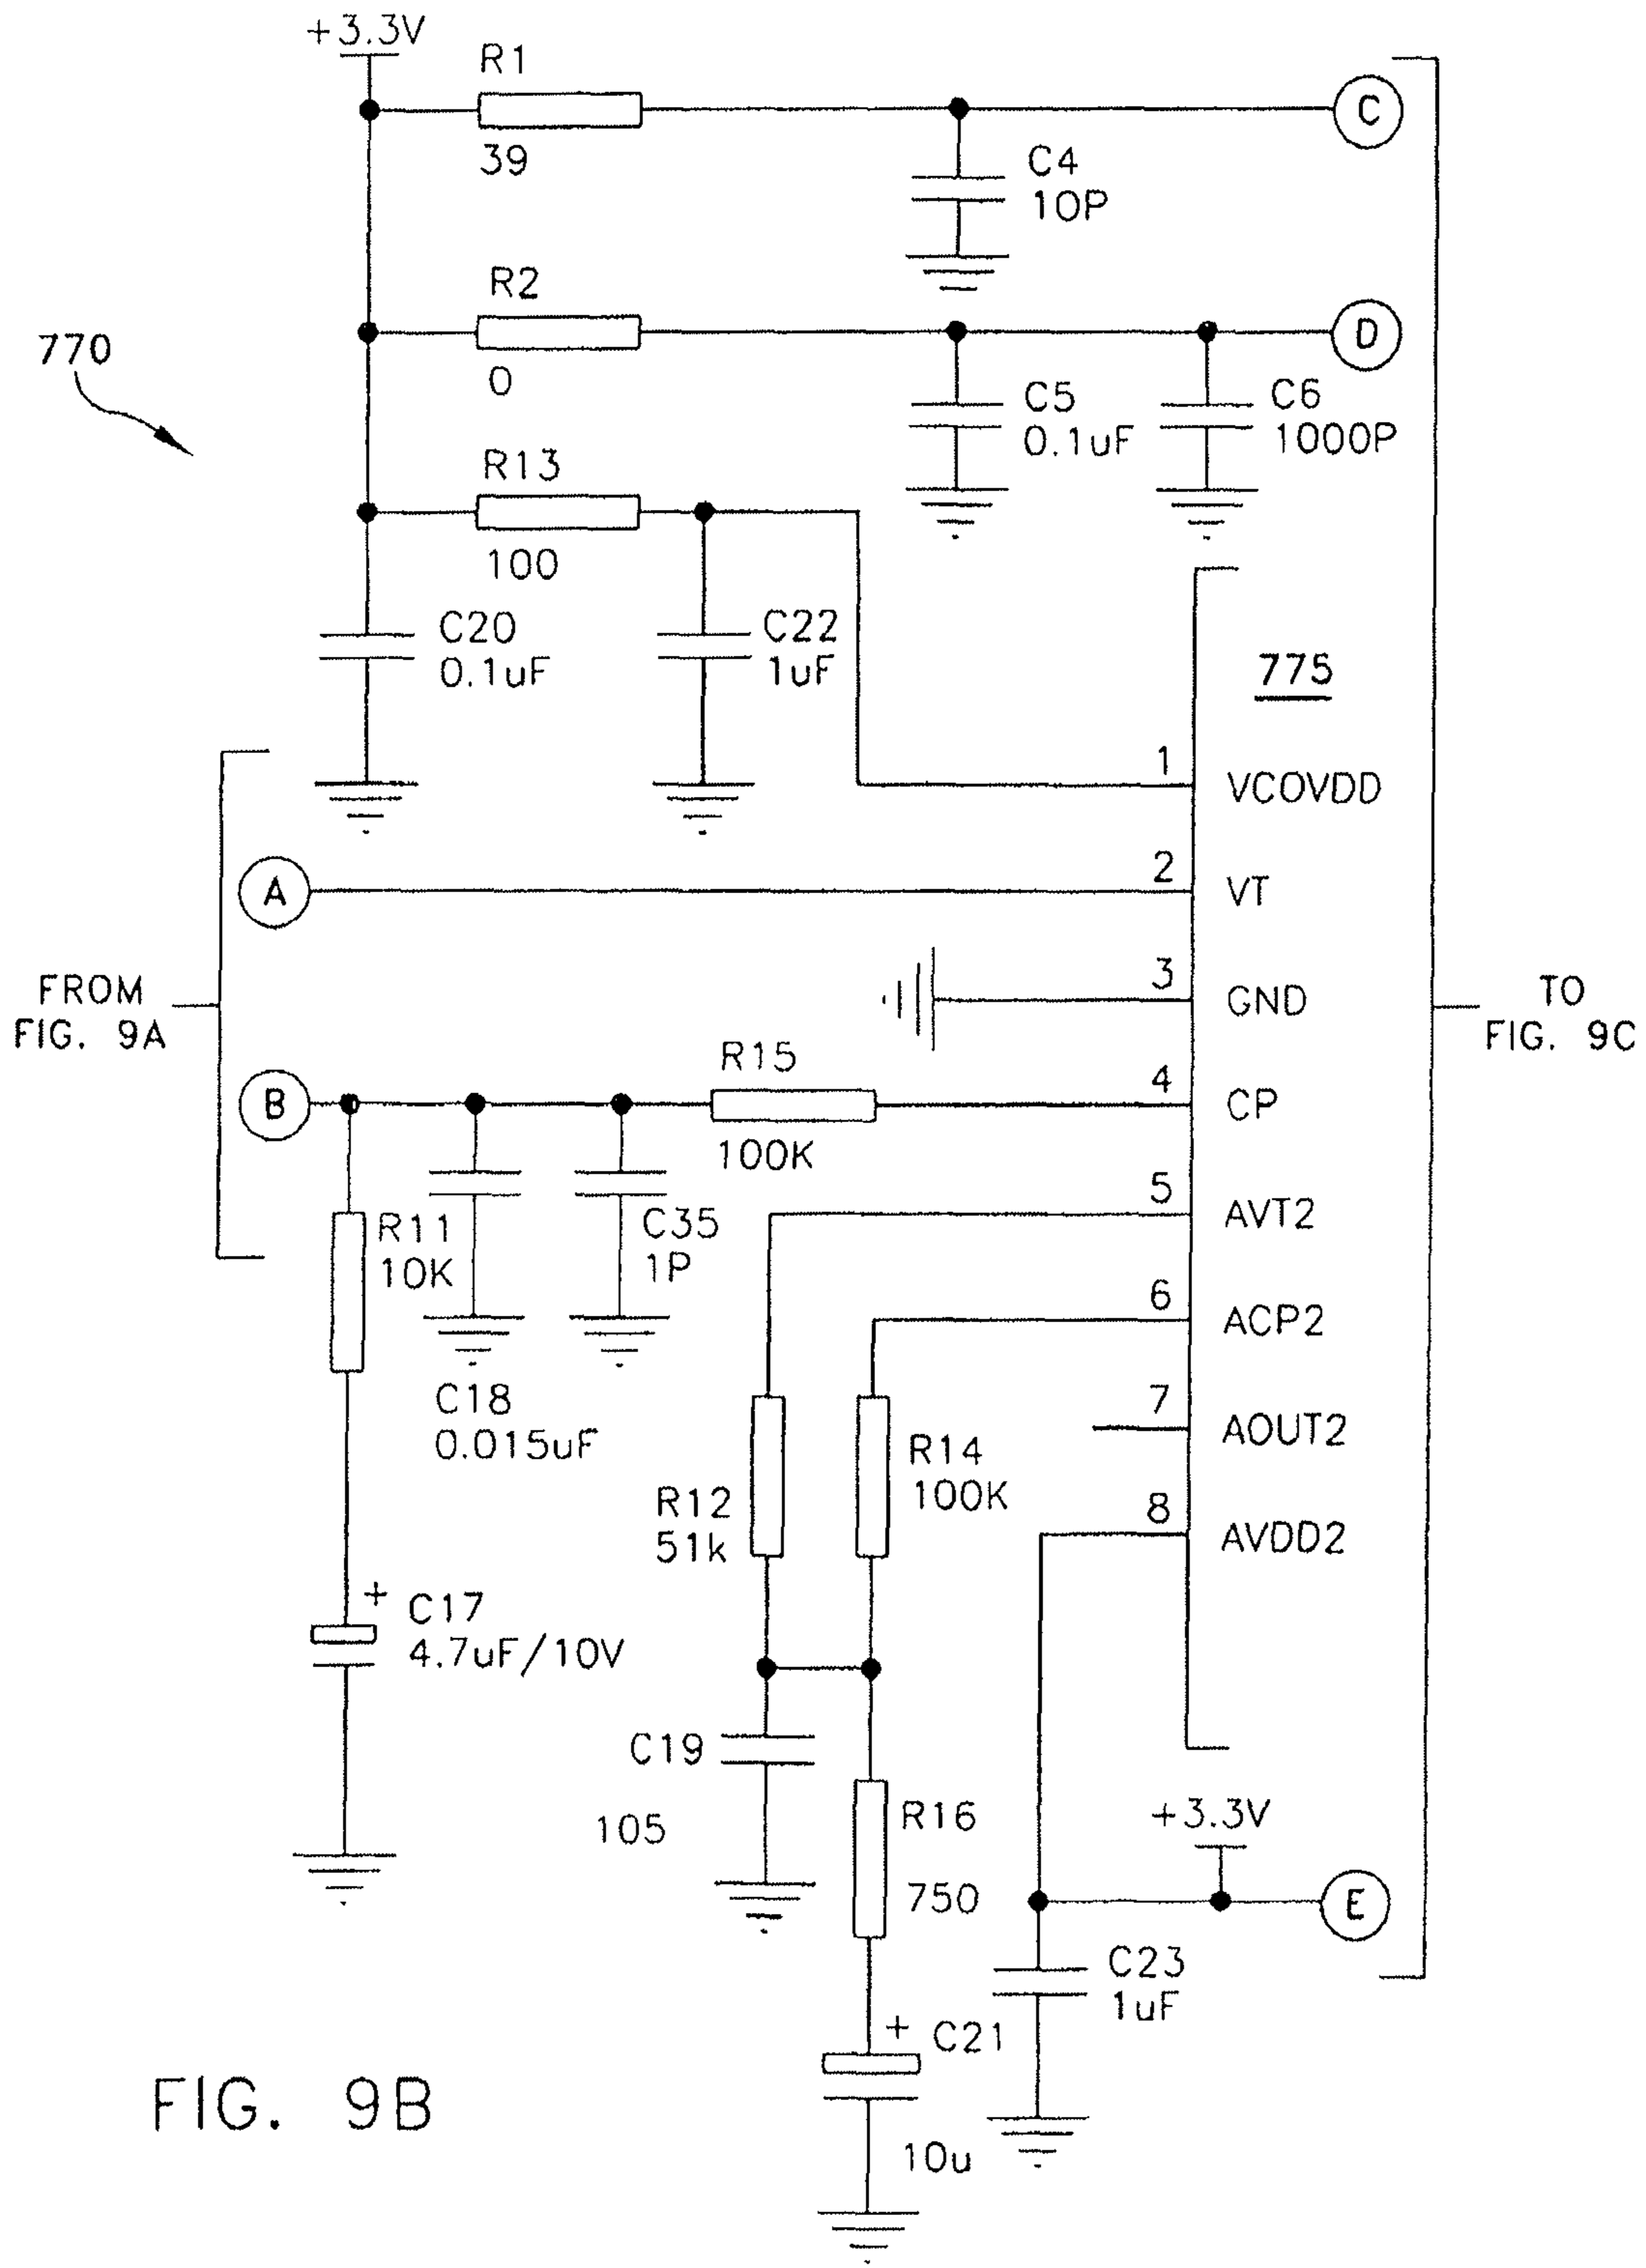 +3.3V
R1
39
C
C4
10P
R2
0
D
C5
0.1uF
C6
1000P
770
R13
100
C20
0.1uF
C22
1uF
775
1
VCOVDD
A
2
VT
FROM
FIG. 9A
3
GND
TO
FIG. 9C
B
R15
100K
4
CP
R11
10K
C35
1P
5
AVT2
6
ACP2
C18
0.015uF
7
AOUT2
R12
51k
R14
100K
8
AVDD2
+
C17
4.7uF/10V
C19
105
R16
750
+3.3V
E
C23
1uF
+
C21
10u
FIG. 9B